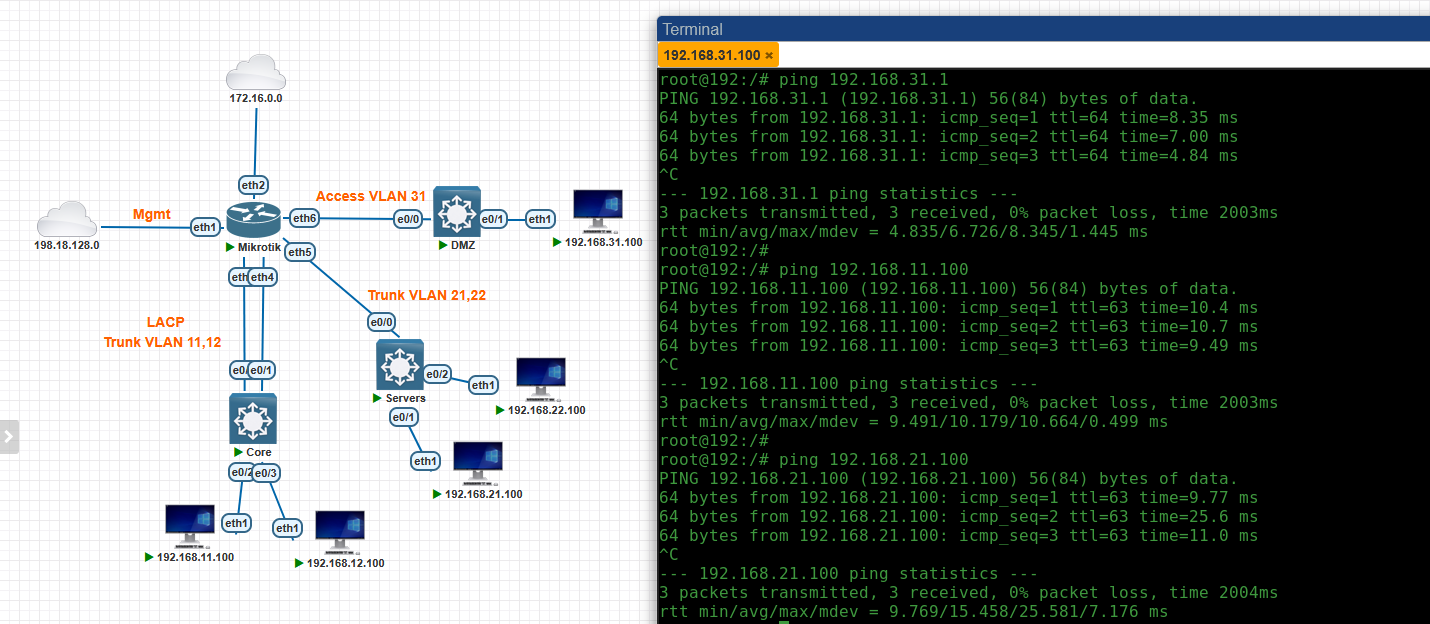 172.16.0.0
eth2
Access VLAN 31
Mgmt
eth1
eth6
e0/0
e0/1
eth1
198.18.128.0
Mikrotik
DMZ
192.168.31.100
eth5
eth4
Trunk VLAN 21,22
LACP
Trunk VLAN 11,12
e0/0
e0/1
e0/2
eth1
Servers
192.168.22.100
e0/1
Core
eth1
e0/2
e0/3
192.168.21.100
eth1
eth1
192.168.11.100
192.168.12.100
Terminal
192.168.31.100 ×
root@192:/# ping 192.168.31.1
PING 192.168.31.1 (192.168.31.1) 56(84) bytes of data.
64 bytes from 192.168.31.1: icmp_seq=1 ttl=64 time=8.35 ms
64 bytes from 192.168.31.1: icmp_seq=2 ttl=64 time=7.00 ms
64 bytes from 192.168.31.1: icmp_seq=3 ttl=64 time=4.84 ms
^C
--- 192.168.31.1 ping statistics ---
3 packets transmitted, 3 received, 0% packet loss, time 2003ms
rtt min/avg/max/mdev = 4.835/6.726/8.345/1.445 ms
root@192:/#
root@192:/# ping 192.168.11.100
PING 192.168.11.100 (192.168.11.100) 56(84) bytes of data.
64 bytes from 192.168.11.100: icmp_seq=1 ttl=63 time=10.4 ms
64 bytes from 192.168.11.100: icmp_seq=2 ttl=63 time=10.7 ms
64 bytes from 192.168.11.100: icmp_seq=3 ttl=63 time=9.49 ms
^C
--- 192.168.11.100 ping statistics ---
3 packets transmitted, 3 received, 0% packet loss, time 2003ms
rtt min/avg/max/mdev = 9.491/10.179/10.664/0.499 ms
root@192:/#
root@192:/# ping 192.168.21.100
PING 192.168.21.100 (192.168.21.100) 56(84) bytes of data.
64 bytes from 192.168.21.100: icmp_seq=1 ttl=63 time=9.77 ms
64 bytes from 192.168.21.100: icmp_seq=2 ttl=63 time=25.6 ms
64 bytes from 192.168.21.100: icmp_seq=3 ttl=63 time=11.0 ms
^C
--- 192.168.21.100 ping statistics ---
3 packets transmitted, 3 received, 0% packet loss, time 2004ms
rtt min/avg/max/mdev = 9.769/15.458/25.581/7.176 ms